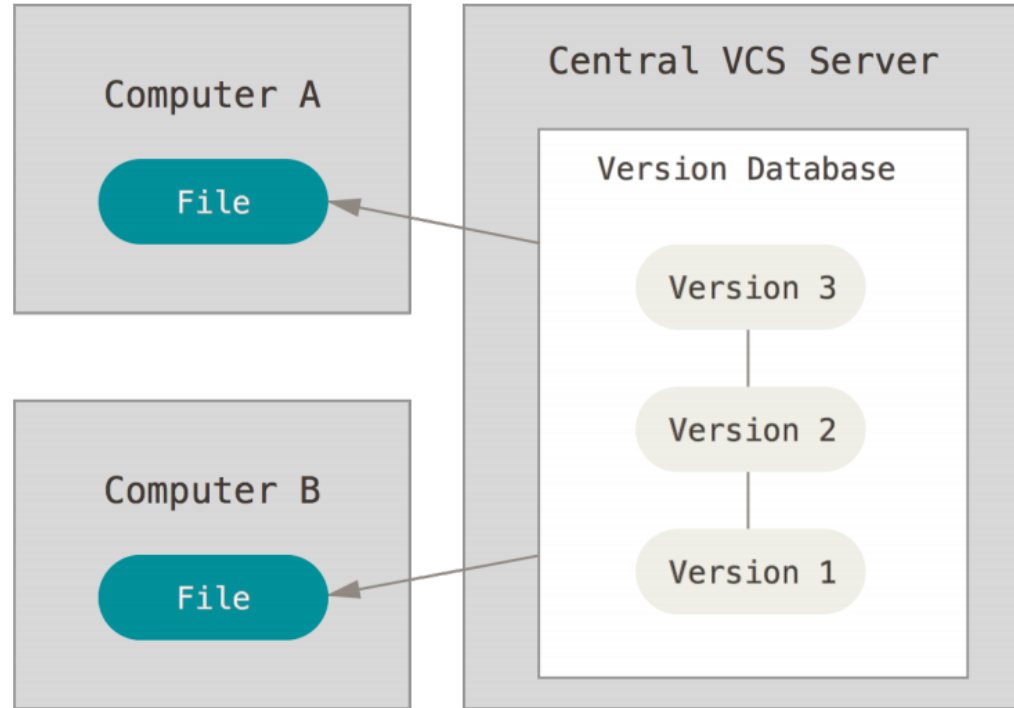 Computer A
File
Computer B
File
Central VCS Server
Version Database
Version 3
Version 2
Version 1